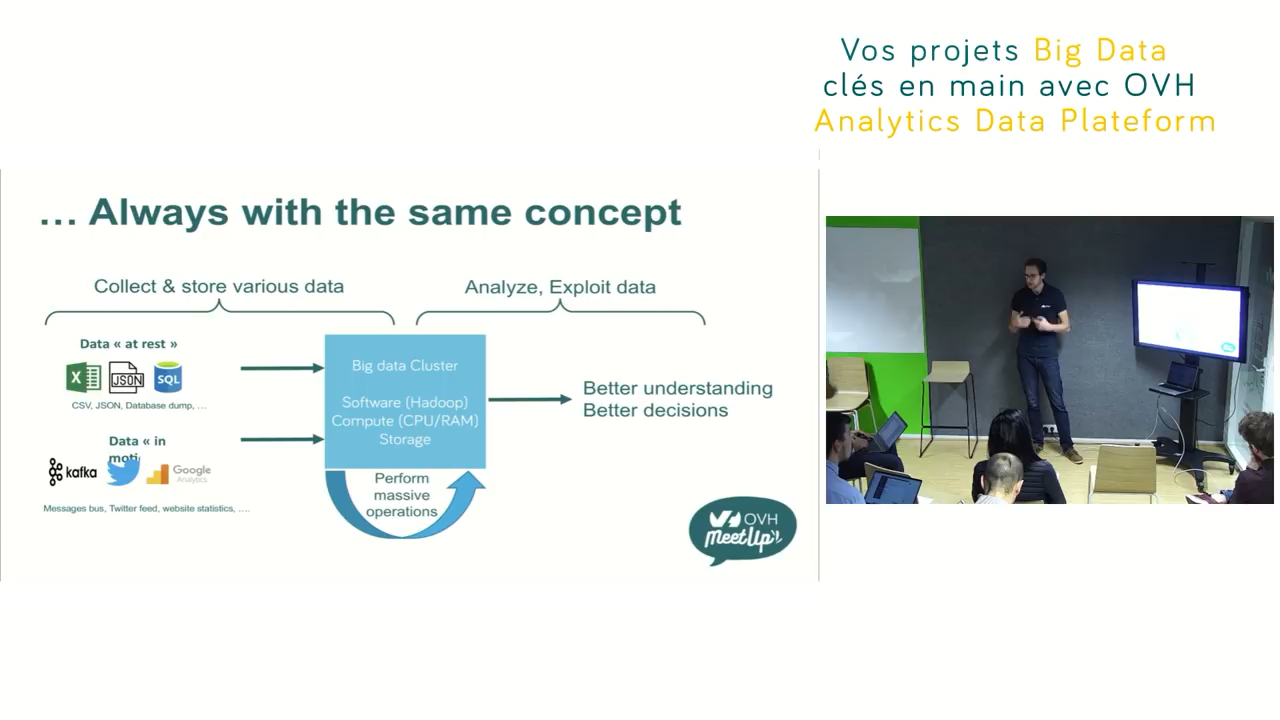 Vos projets Big Data
clés en main avec OVH
Analytics Data Plateform
... Always with the same concept
Collect & store various data
Analyze, Exploit data
Data « at rest »
JSON
SQL
CSV, JSON, Database dump, ...
Data « in
kafka
Google
Analytics
Messages bus, Twitter feed, website statistics, ....
Big data Cluster
Software (Hadoop)
Compute (CPU/RAM)
Storage
Perform
massive
operations
Better understanding
Better decisions
OVH
MeetUp